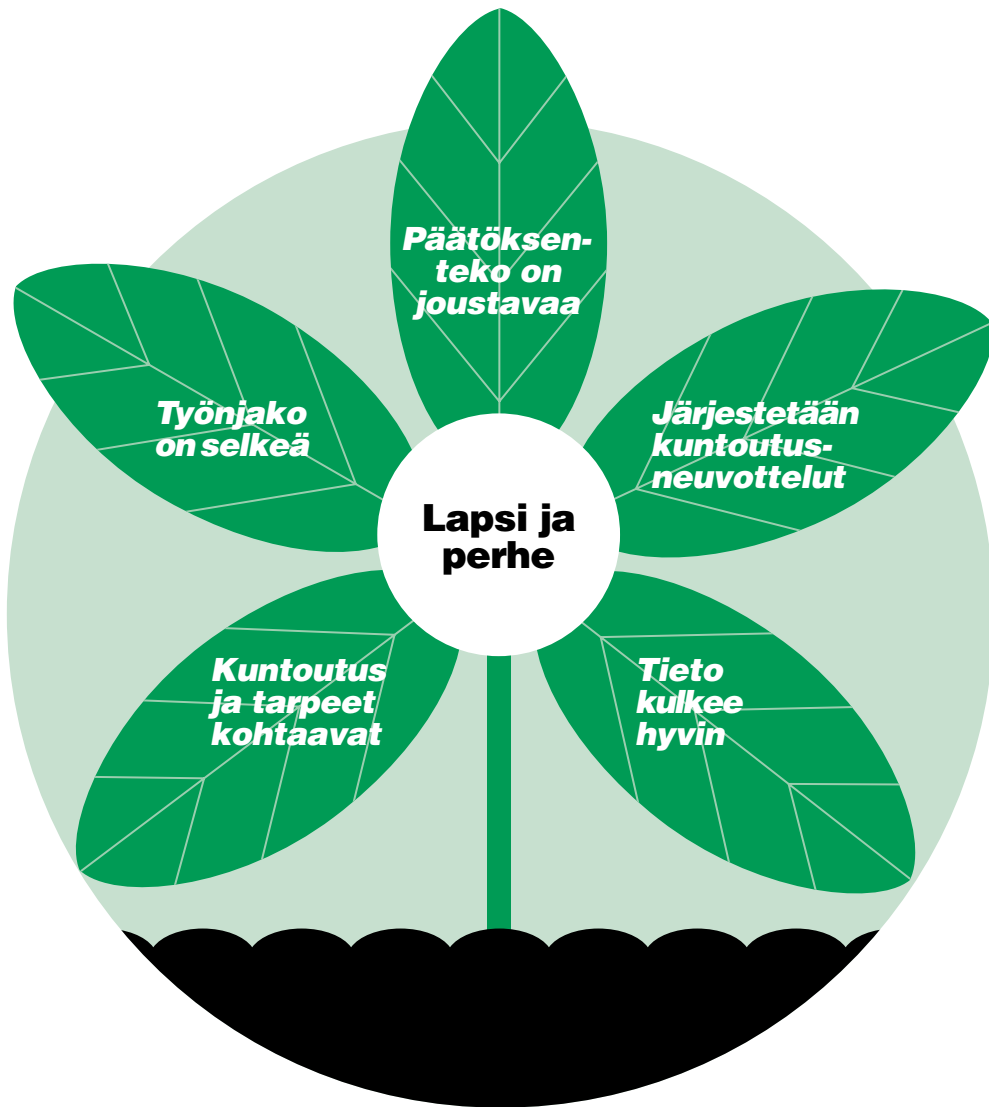 Päätöksen-
teko on
joustavaa
Työnjako
on selkeä
Järjestetään
kuntoutus-
neuvottelut
Lapsi ja
perhe
Kuntoutus
ja tarpeet
kohtaavat
Tieto
kulkee
hyvin